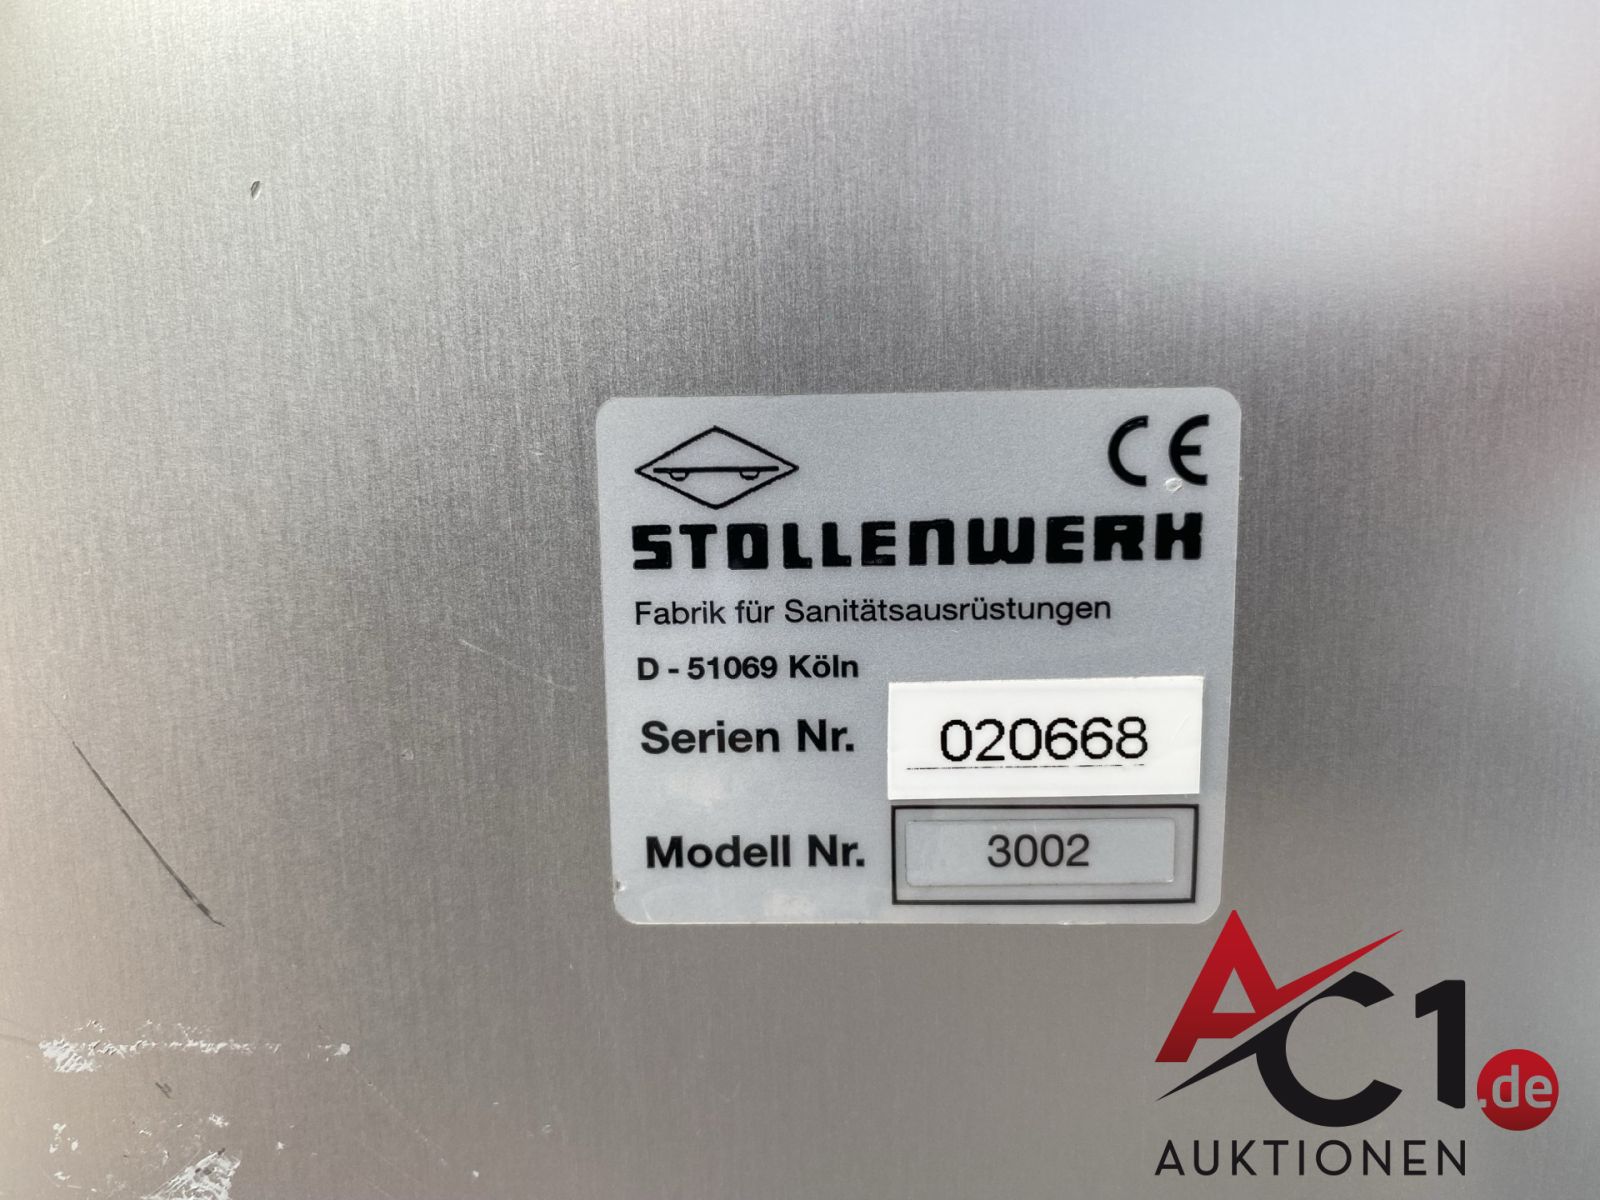 CE
STOLLENWERK
Fabrik für Sanitätsausrüstungen
D - 51069 Köln
Serien Nr. 020668
Modell Nr. 3002
AC1.de
AUKTIONEN